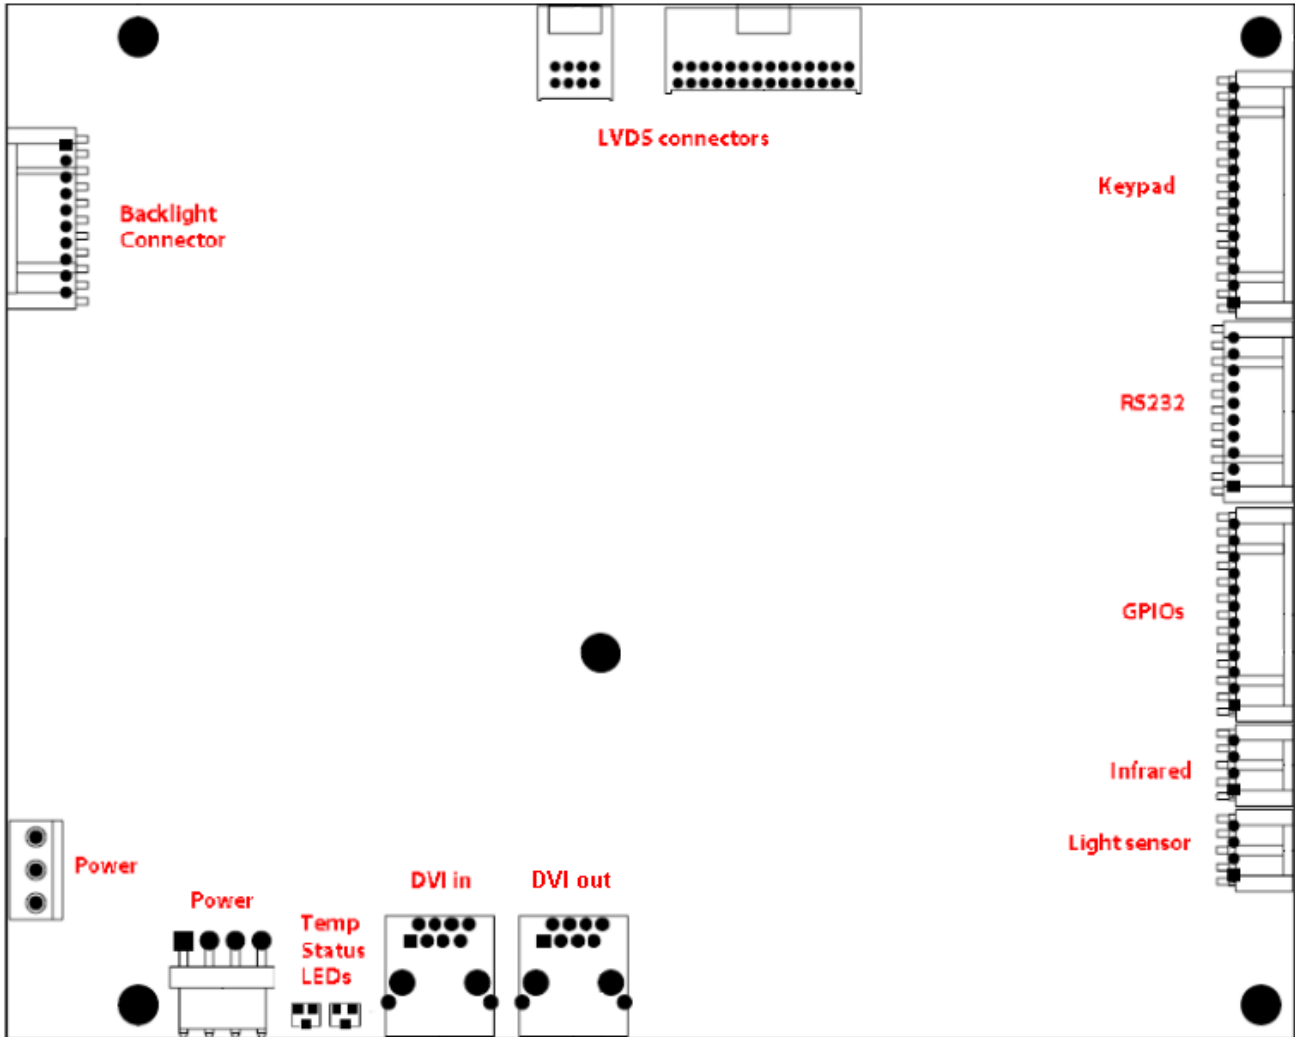 LVDS connectors
Keypad
Backlight
Connector
RS232
GPIOs
Infrared
Light sensor
Power
Power
Temp
Status
LEDs
DVI in
DVI out